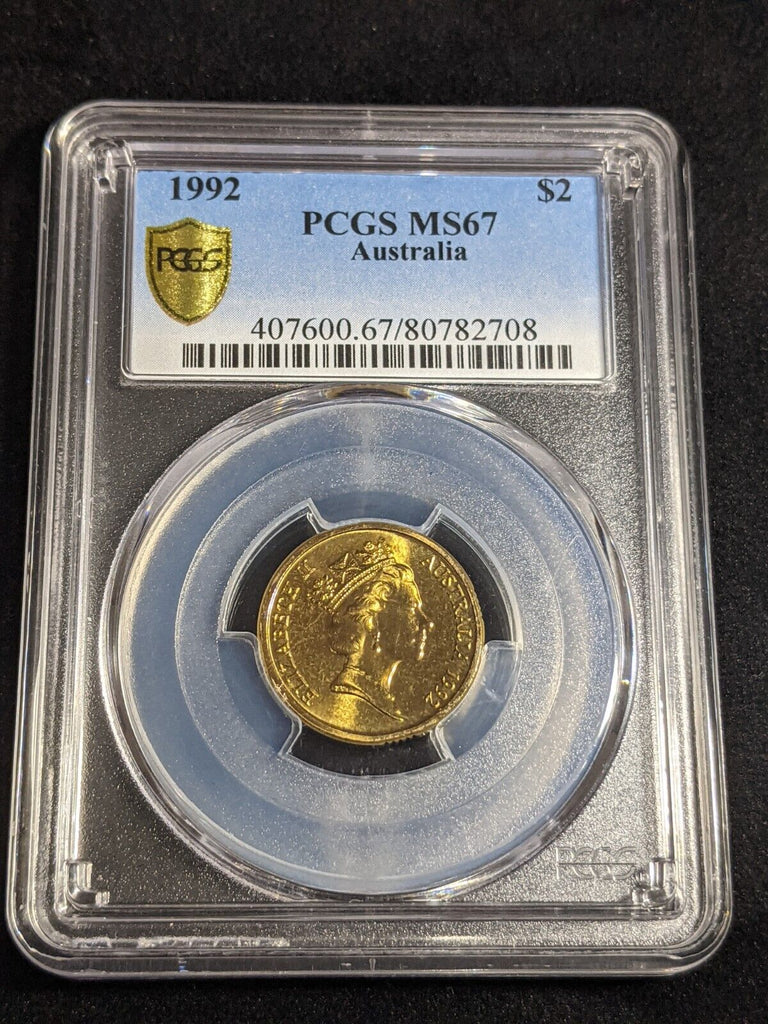 1992 $2
PCGS MS67
Australia
PCGS
407600.67/80782708
ELIZABETH II AUSTRALIA 1992
PCGS